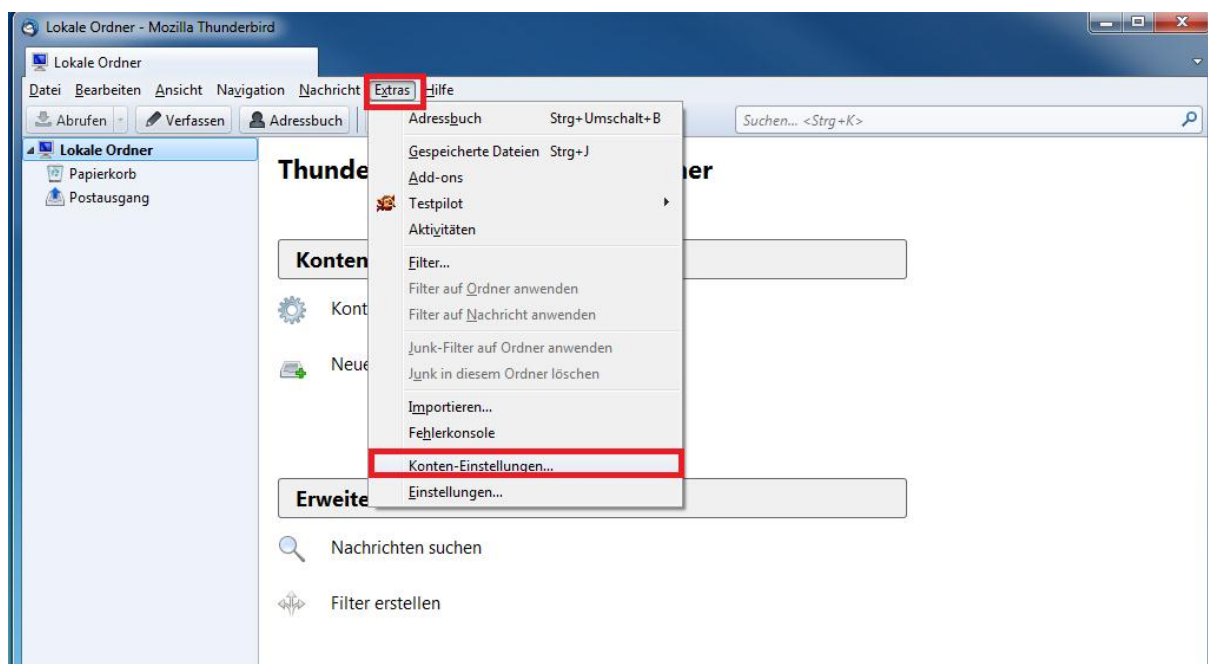 Lokale Ordner - Mozilla Thunderbird
Lokale Ordner
Datei Bearbeiten Ansicht Navigation Nachricht Extras Hilfe
Abrufen Verfassen Adressbuch Suchen... <Strg+K>
Lokale Ordner
Papierkorb
Postausgang
Adressbuch Strg+Umschalt+B
Gespeicherte Dateien Strg+J
Add-ons
Testpilot
Aktivitäten
Filter...
Filter auf Ordner anwenden
Filter auf Nachricht anwenden
Junk-Filter auf Ordner anwenden
Junk in diesem Ordner löschen
Importieren...
Fehlerkonsole
Konten-Einstellungen...
Einstellungen...
Thunde
er
Konten
Kont
Neue
Erweite
Nachrichten suchen
Filter erstellen